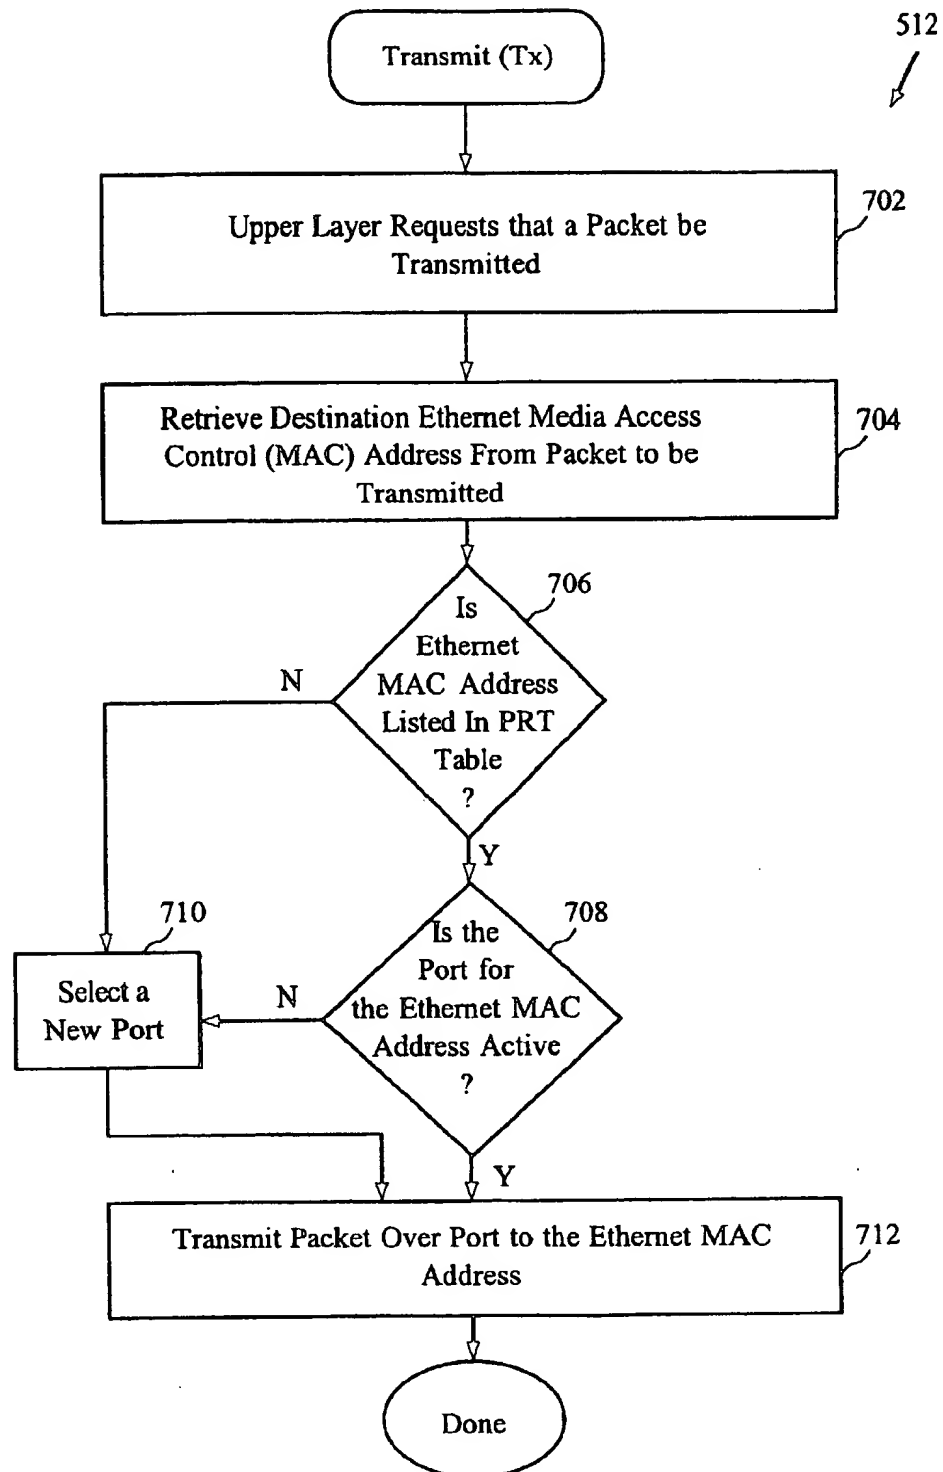 512
Transmit (Tx)
702
Upper Layer Requests that a Packet be
Transmitted
704
Retrieve Destination Ethernet Media Access
Control (MAC) Address From Packet to be
Transmitted
706
Is
Ethernet
MAC Address
Listed In PRT
Table
?
N
Y
708
Is the
Port for
the Ethernet MAC
Address Active
?
N
710
Select a
New Port
Y
712
Transmit Packet Over Port to the Ethernet MAC
Address
Done